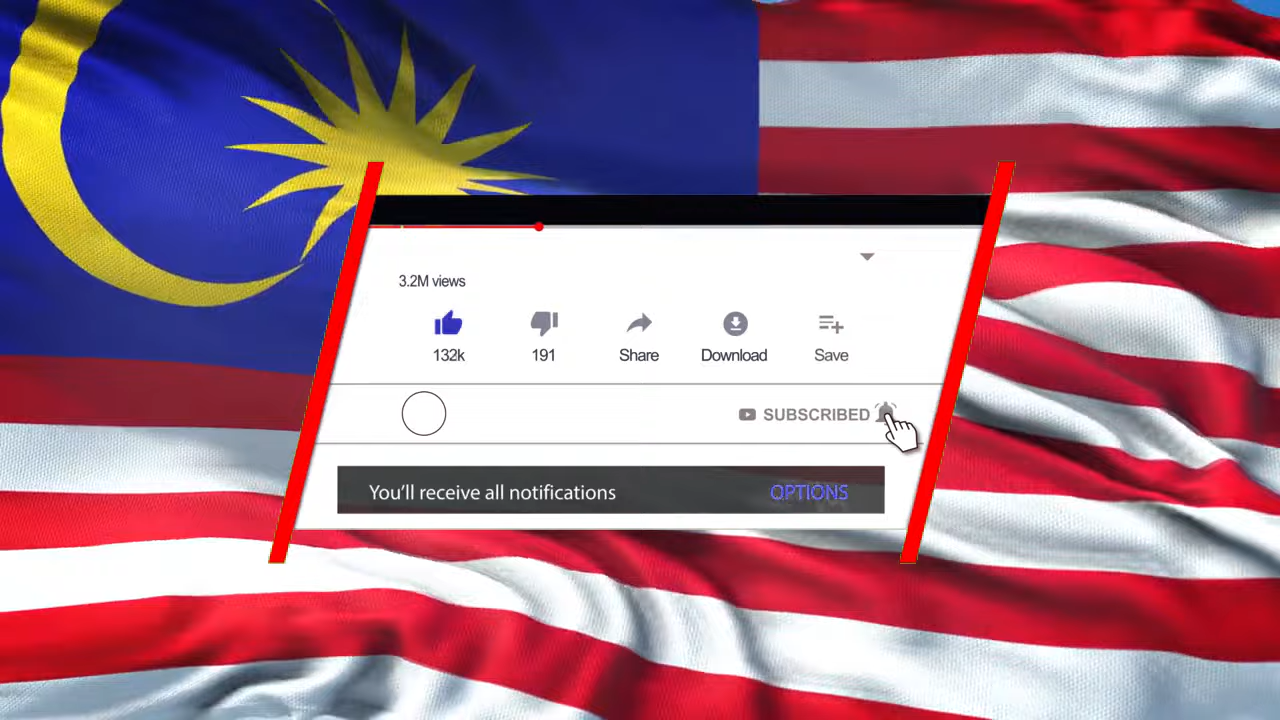 3.2M views
132k 191 Share Download Save
SUBSCRIBED
You'll receive all notifications OPTIONS